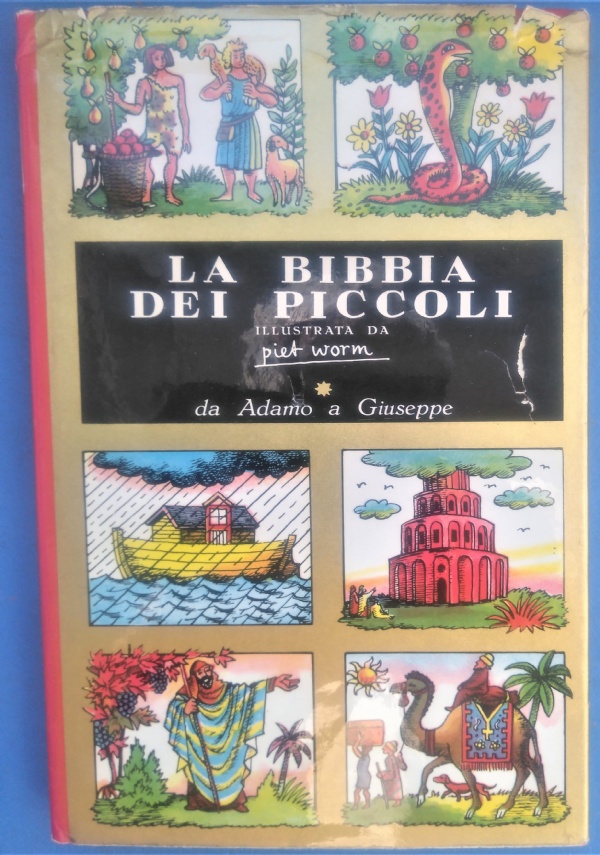 LA BIBBIA
DEI PICCOLI
ILLUSTRATA DA
piet worm
da Adamo a Giuseppe